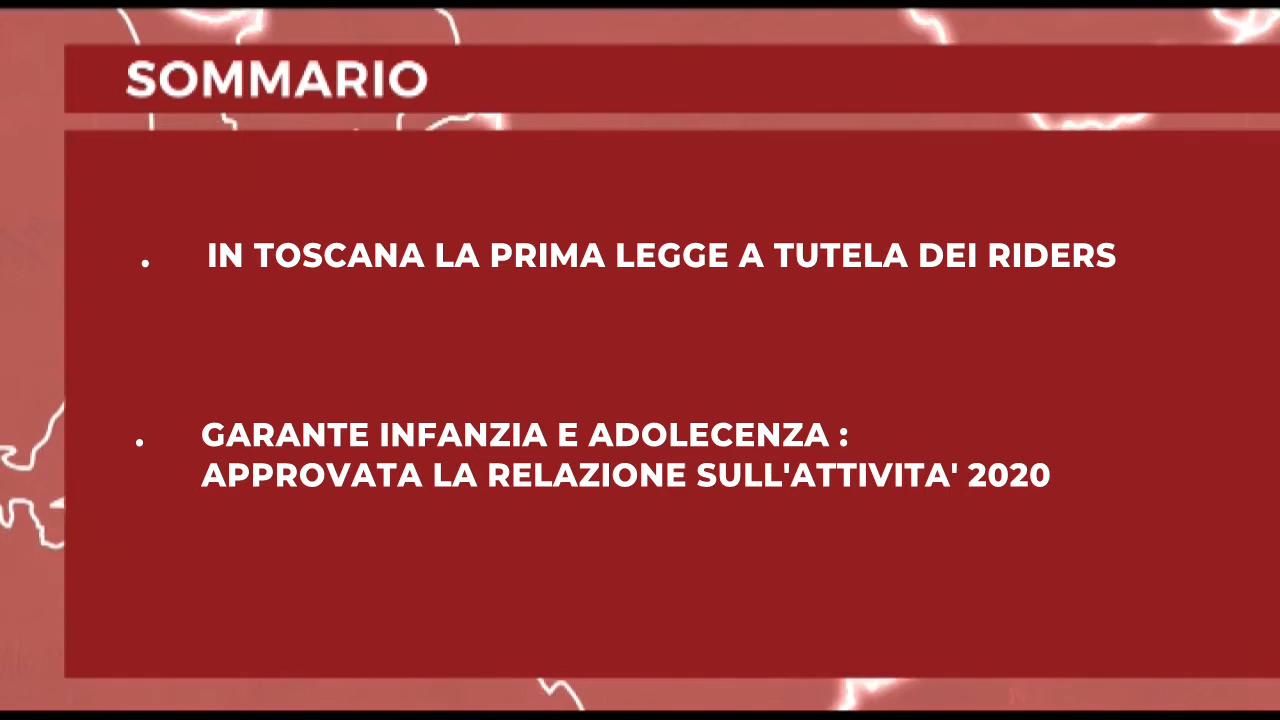 SOMMARIO
. IN TOSCANA LA PRIMA LEGGE A TUTELA DEI RIDERS
. GARANTE INFANZIA E ADOLECENZA :
APPROVATA LA RELAZIONE SULL'ATTIVITA' 2020